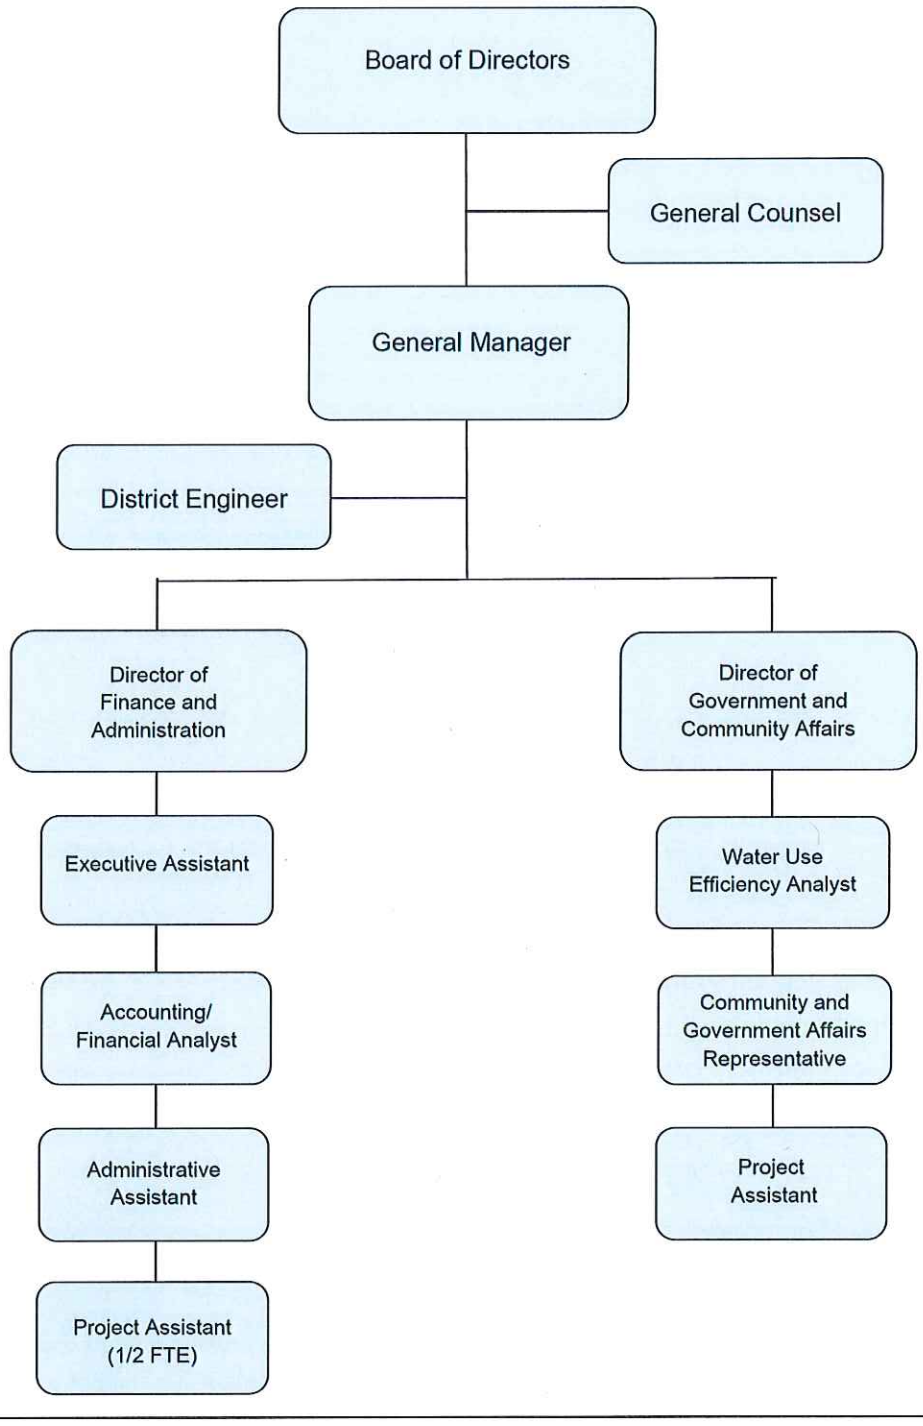 Board of Directors
General Counsel
General Manager
District Engineer
Director of
Finance and
Administration
Director of
Government and
Community Affairs
Executive Assistant
Water Use
Efficiency Analyst
Accounting/
Financial Analyst
Community and
Government Affairs
Representative
Administrative
Assistant
Project
Assistant
Project Assistant
(1/2 FTE)